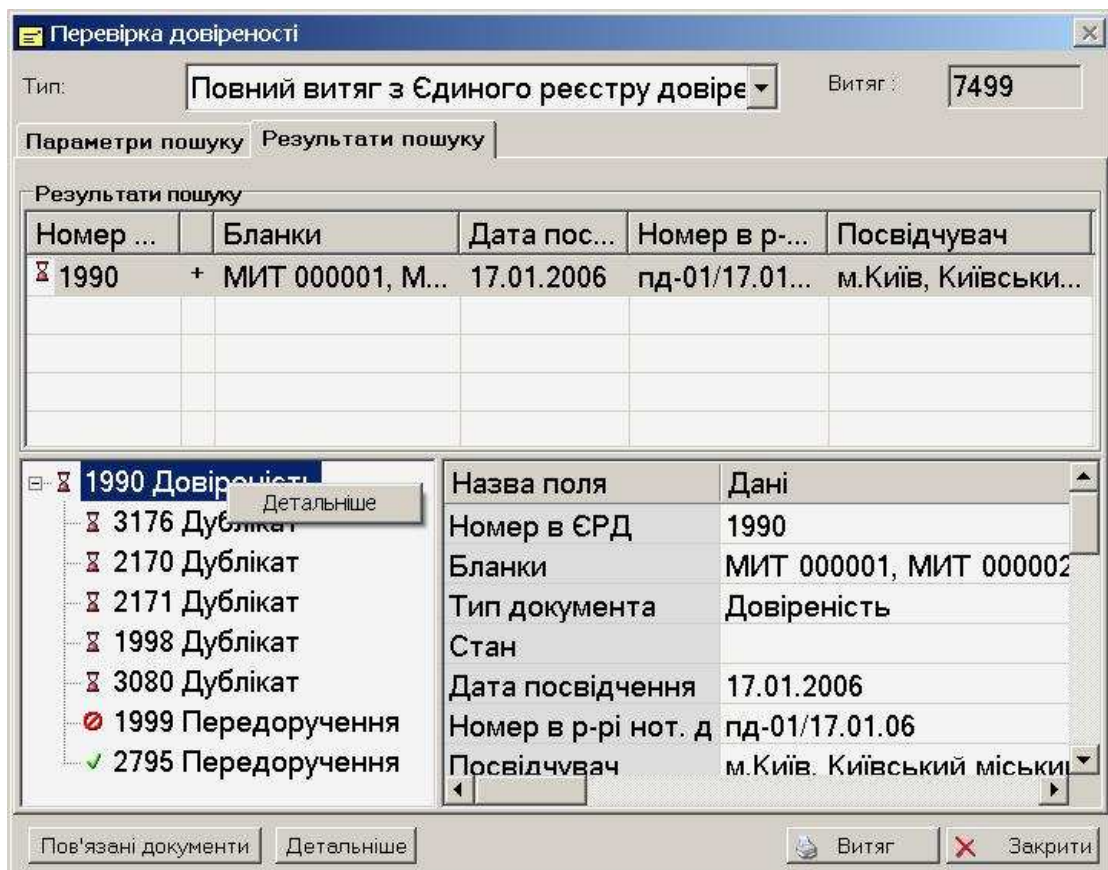 Перевірка довіреності
Тип: Повний витяг з Єдиного реєстру довіре Витяг : 7499
Параметри пошуку Результати пошуку
Результати пошуку
Номер ... Бланки Дата пос... Номер в р-... Посвідчувач
1990 + МИТ 000001, М... 17.01.2006 пд-01/17.01... м.Київ, Київськи...
1990 Довіреність
Детальніше
3176 Дублікат
2170 Дублікат
2171 Дублікат
1998 Дублікат
3080 Дублікат
1999 Передоручення
2795 Передоручення
Назва поля Дані
Номер в ЄРД 1990
Бланки МИТ 000001, МИТ 000002
Тип документа Довіреність
Стан
Дата посвідчення 17.01.2006
Номер в р-рі нот. д пд-01/17.01.06
Посвідчувач м.Київ, Київський міськи
Пов'язані документи Детальніше Витяг Закрити